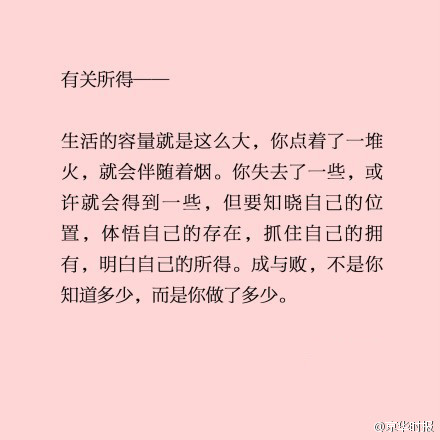 有关所得——
生活的容量就是这么大，你点着了一堆
火，就会伴随着烟。你失去了一些，或
许就会得到一些，但要知晓自己的位
置，体悟自己的存在，抓住自己的拥
有，明白自己的所得。成与败，不是你
知道多少，而是你做了多少。
@京华时报